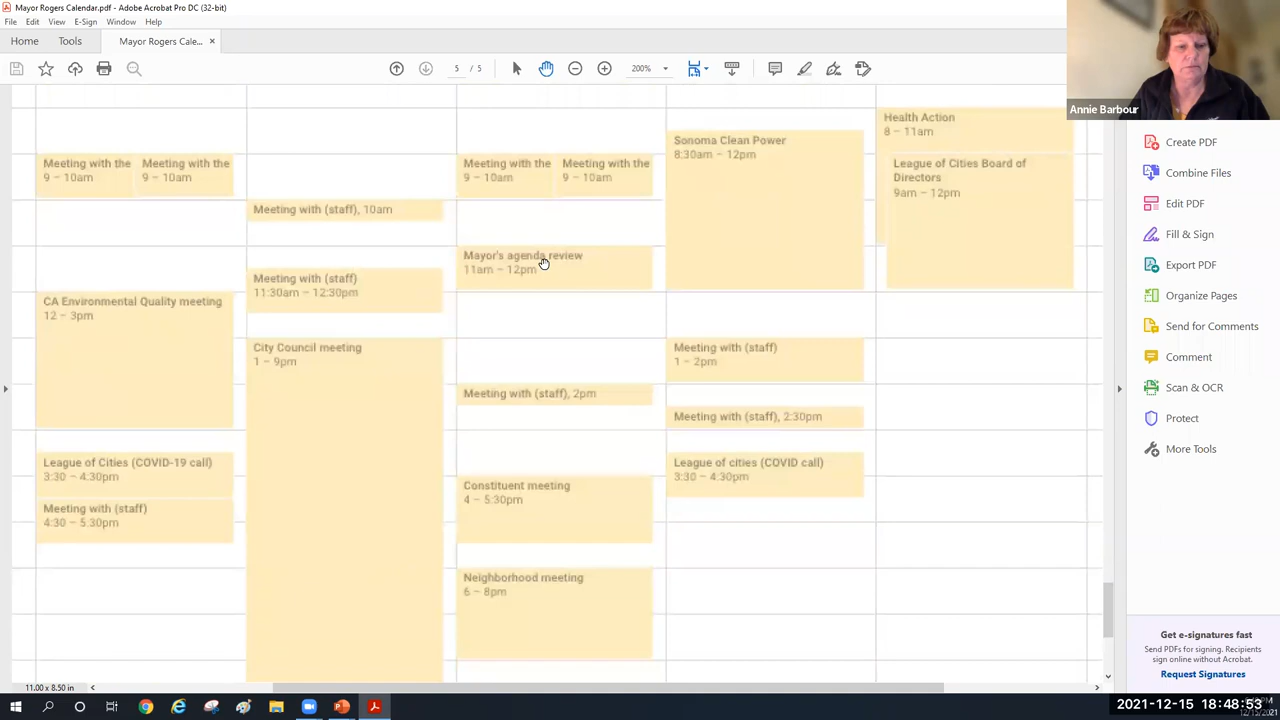 Mayor Rogers Calendar.pdf - Adobe Acrobat Pro DC (32-bit)
File Edit View E-Sign Window Help
Home Tools Mayor Rogers Cale... ×
5 / 5 200%
Annie Barbour
Meeting with the
9 – 10am
Meeting with the
9 – 10am
CA Environmental Quality meeting
12 – 3pm
League of Cities (COVID-19 call)
3:30 – 4:30pm
Meeting with (staff)
4:30 – 5:30pm
Meeting with (staff), 10am
Meeting with (staff)
11:30am – 12:30pm
City Council meeting
1 – 9pm
Meeting with the
9 – 10am
Meeting with the
9 – 10am
Mayor's agenda review
11am – 12pm
Meeting with (staff), 2pm
Constituent meeting
4 – 5:30pm
Neighborhood meeting
6 – 8pm
Sonoma Clean Power
8:30am – 12pm
Meeting with (staff)
1 – 2pm
Meeting with (staff), 2:30pm
League of cities (COVID call)
3:30 – 4:30pm
Health Action
8 – 11am
League of Cities Board of
Directors
9am – 12pm
Create PDF
Combine Files
Edit PDF
Fill & Sign
Export PDF
Organize Pages
Send for Comments
Comment
Scan & OCR
Protect
More Tools
Get e-signatures fast
Send PDFs for signing. Recipients
sign online without Acrobat.
Request Signatures
11.00 x 8.50 in
2021-12-15 18:48:53